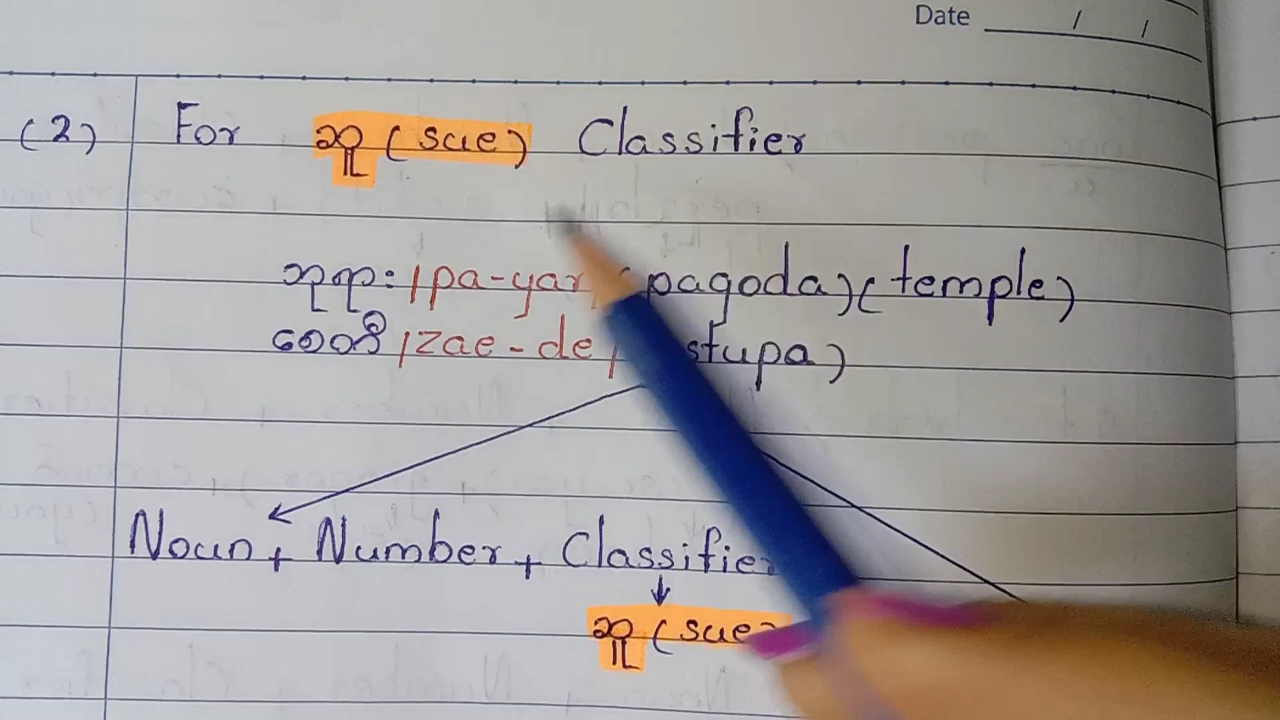 Date / /
(2) For ဆူ (sue) Classifier
ဘုရား /pa-yar (pagoda) (temple)
စေတီ /zae-de/ stupa)
Noun + Number + Classifier
ဆူ (sue)